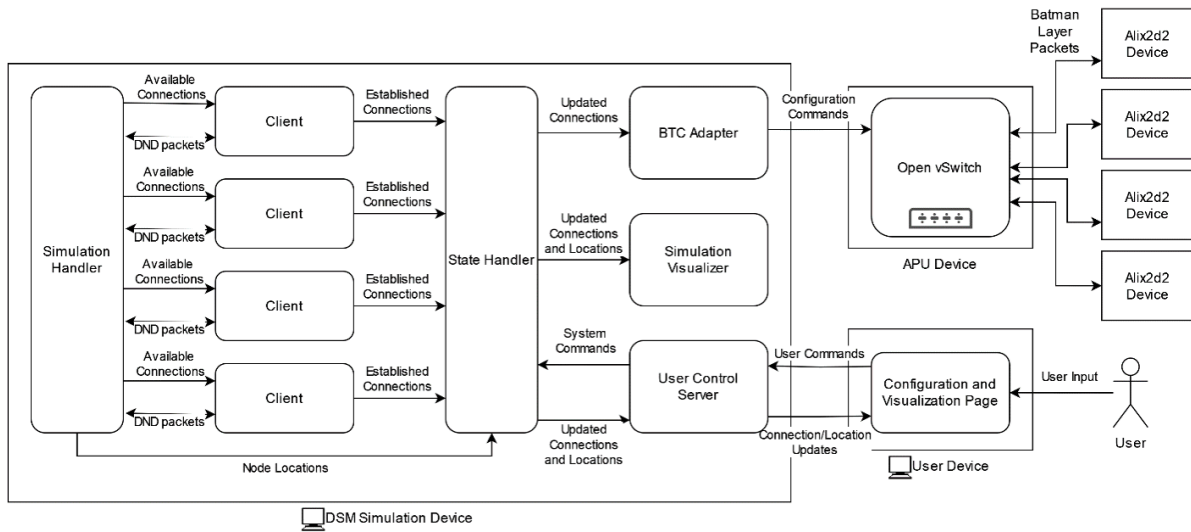 Batman
Layer
Packets
Alix2d2
Device
Alix2d2
Device
Alix2d2
Device
Alix2d2
Device
Available
Connections
DND packets
Client
Established
Connections
Available
Connections
DND packets
Client
Established
Connections
Available
Connections
DND packets
Client
Established
Connections
Available
Connections
DND packets
Client
Established
Connections
Simulation
Handler
State Handler
Node Locations
Updated
Connections
BTC Adapter
Configuration
Commands
Open vSwitch
APU Device
Updated
Connections
and Locations
Simulation
Visualizer
System
Commands
User Control
Server
Updated
Connections
and Locations
User Commands
Connection/Location
Updates
Configuration and
Visualization Page
User Input
User
User Device
DSM Simulation Device